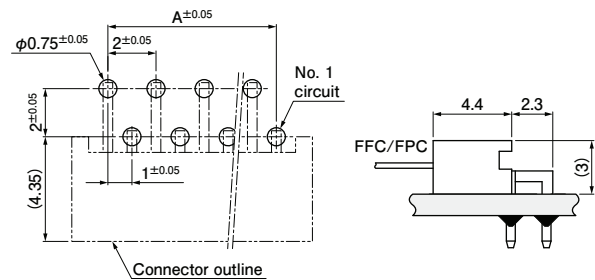 A±0.05
φ0.75±0.05
2±0.05
No. 1
circuit
2±0.05
1±0.05
(4.35)
Connector outline
4.4
2.3
FFC/FPC
(3)